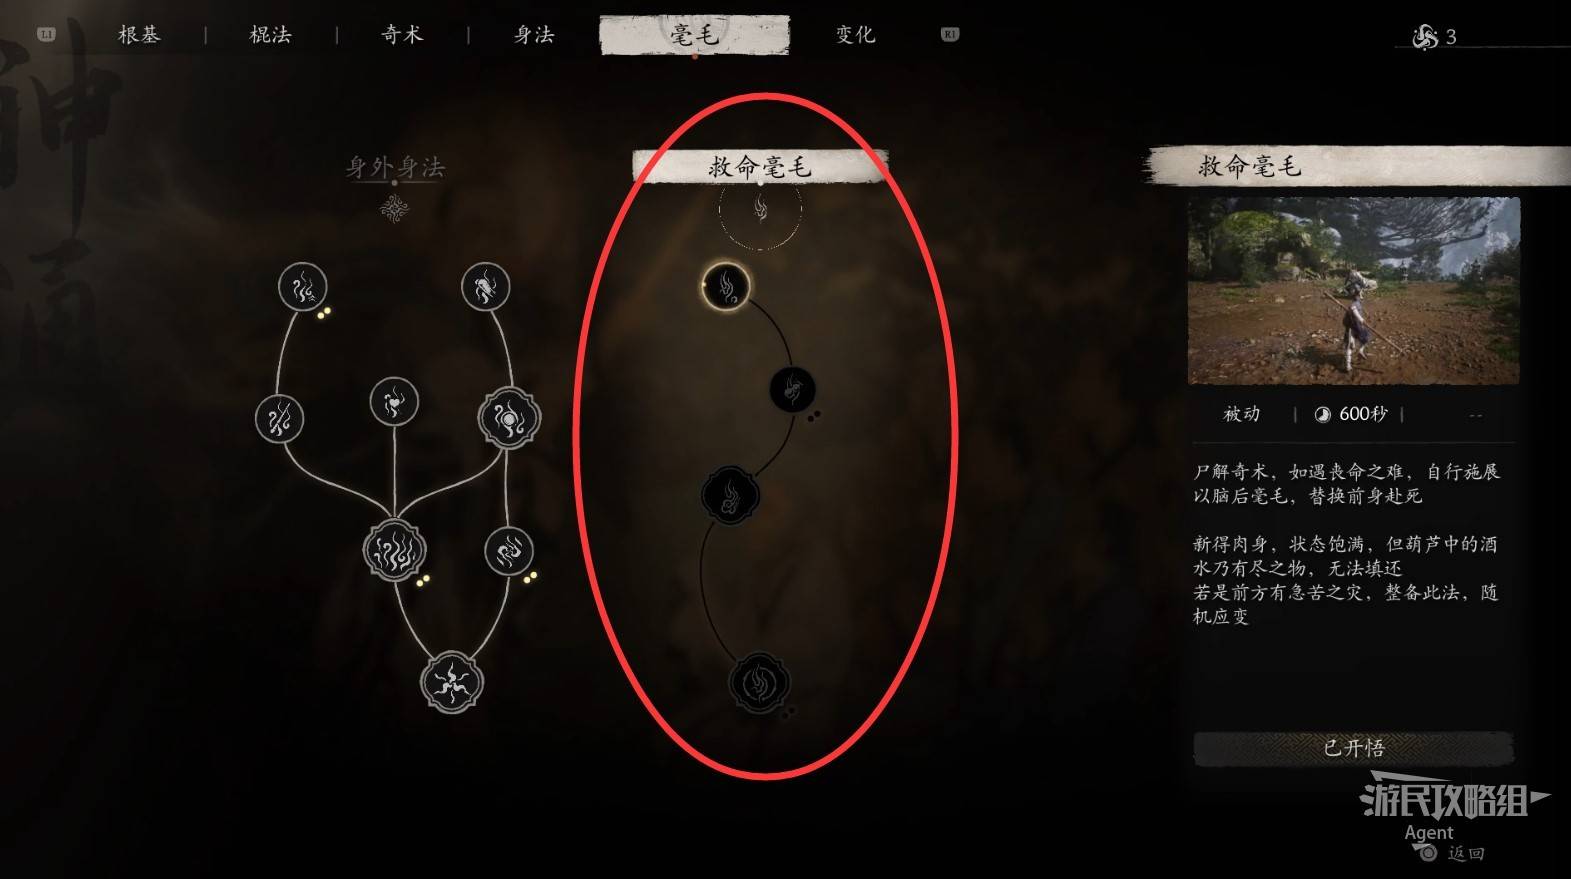 L1 根基 | 棍法 | 奇术 | 身法 毫毛 变化 R1
3
神通
身外身法
救命毫毛
救命毫毛
被动 | 600秒 | --
尸解奇术，如遇丧命之难，自行施展
以脑后毫毛，替换前身赴死
新得肉身，状态饱满，但葫芦中的酒
水乃有尽之物，无法填还
若是前方有急苦之灾，整备此法，随
机应变
已开悟
游民攻略组
Agent
返回